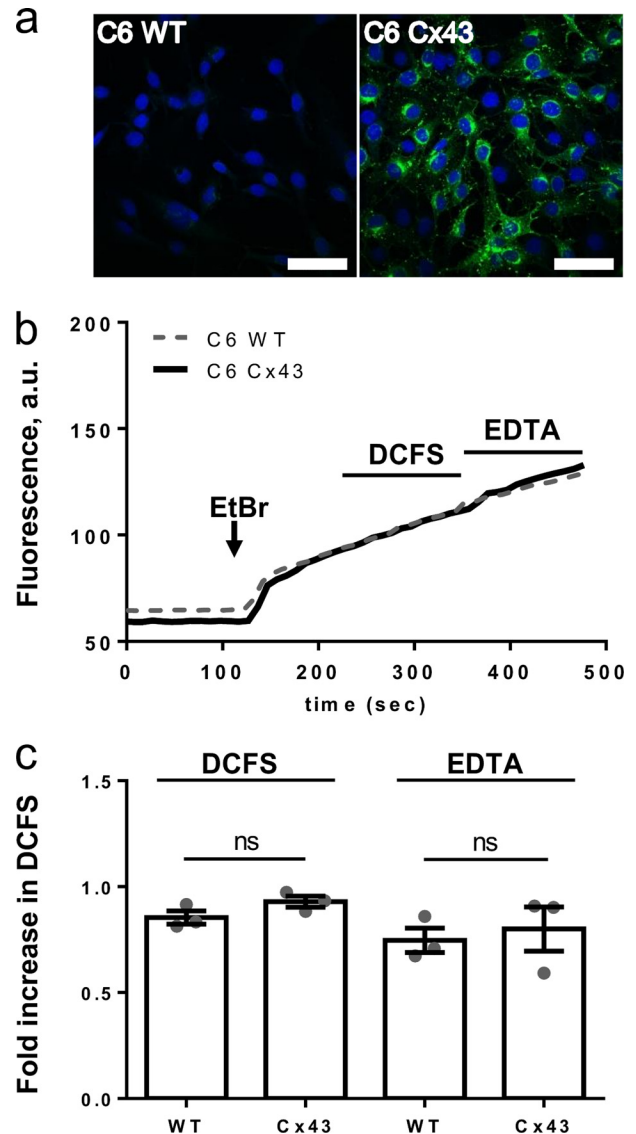 a
C6 WT
C6 Cx43
b
200
150
100
50
Fluorescence, a.u.
C6 WT
C6 Cx43
EtBr
DCFS
EDTA
0
100
200
300
400
500
time (sec)
c
1.5
1.0
0.5
0.0
Fold increase in DCFS
DCFS
EDTA
ns
ns
WT
Cx43
WT
Cx43